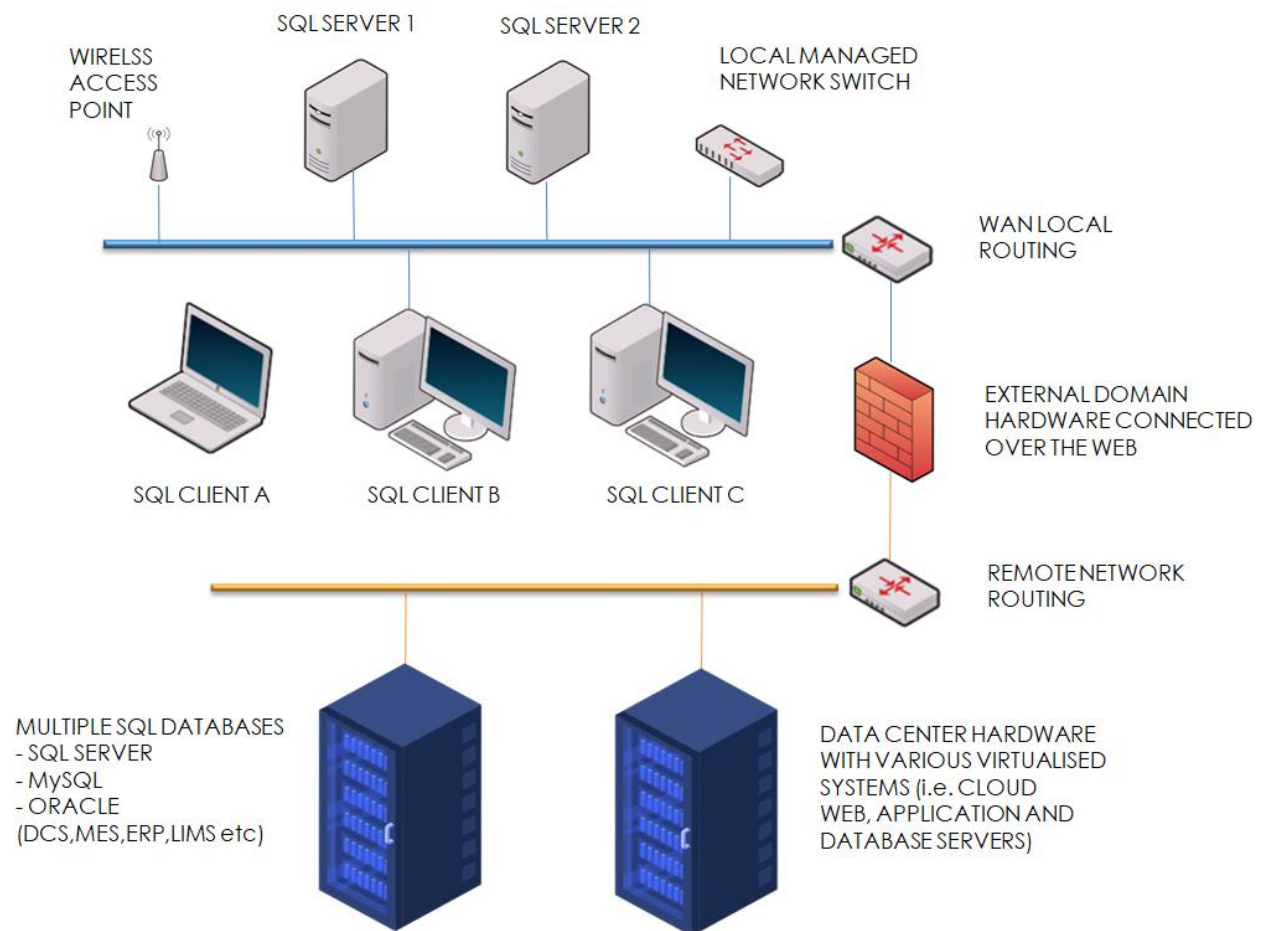 SQL SERVER 1
SQL SERVER 2
WIRELSS
ACCESS
POINT
LOCAL MANAGED
NETWORK SWITCH
WAN LOCAL
ROUTING
EXTERNAL DOMAIN
HARDWARE CONNECTED
OVER THE WEB
SQL CLIENT A
SQL CLIENT B
SQL CLIENT C
REMOTE NETWORK
ROUTING
MULTIPLE SQL DATABASES
- SQL SERVER
- MySQL
- ORACLE
(DCS,MES,ERP,LIMS etc)
DATA CENTER HARDWARE
WITH VARIOUS VIRTUALISED
SYSTEMS (i.e. CLOUD
WEB, APPLICATION AND
DATABASE SERVERS)